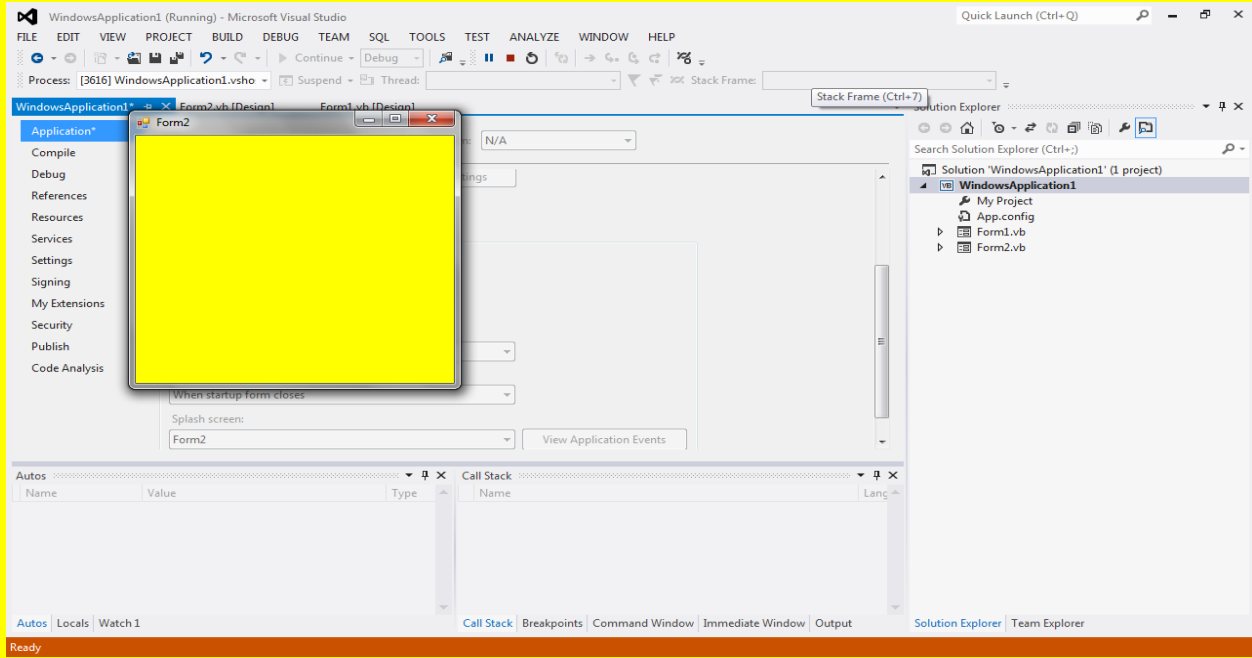 WindowsApplication1 (Running) - Microsoft Visual Studio
Quick Launch (Ctrl+Q)
FILE EDIT VIEW PROJECT BUILD DEBUG TEAM SQL TOOLS TEST ANALYZE WINDOW HELP
Continue Debug
Process: [3616] WindowsApplication1.vsho Suspend Thread: Stack Frame:
Stack Frame (Ctrl+7)
WindowsApplication1* Form2.vb [Design] Form1.vb [Design]
Form2
Application*
Compile
Debug
References
Resources
Services
Settings
Signing
My Extensions
Security
Publish
Code Analysis
N/A
tings
When startup form closes
Splash screen:
Form2 View Application Events
Solution Explorer
Search Solution Explorer (Ctrl+;)
Solution 'WindowsApplication1' (1 project)
VB WindowsApplication1
My Project
App.config
Form1.vb
Form2.vb
Autos
Name Value Type
Call Stack
Name Lang
Autos Locals Watch 1
Call Stack Breakpoints Command Window Immediate Window Output
Solution Explorer Team Explorer
Ready